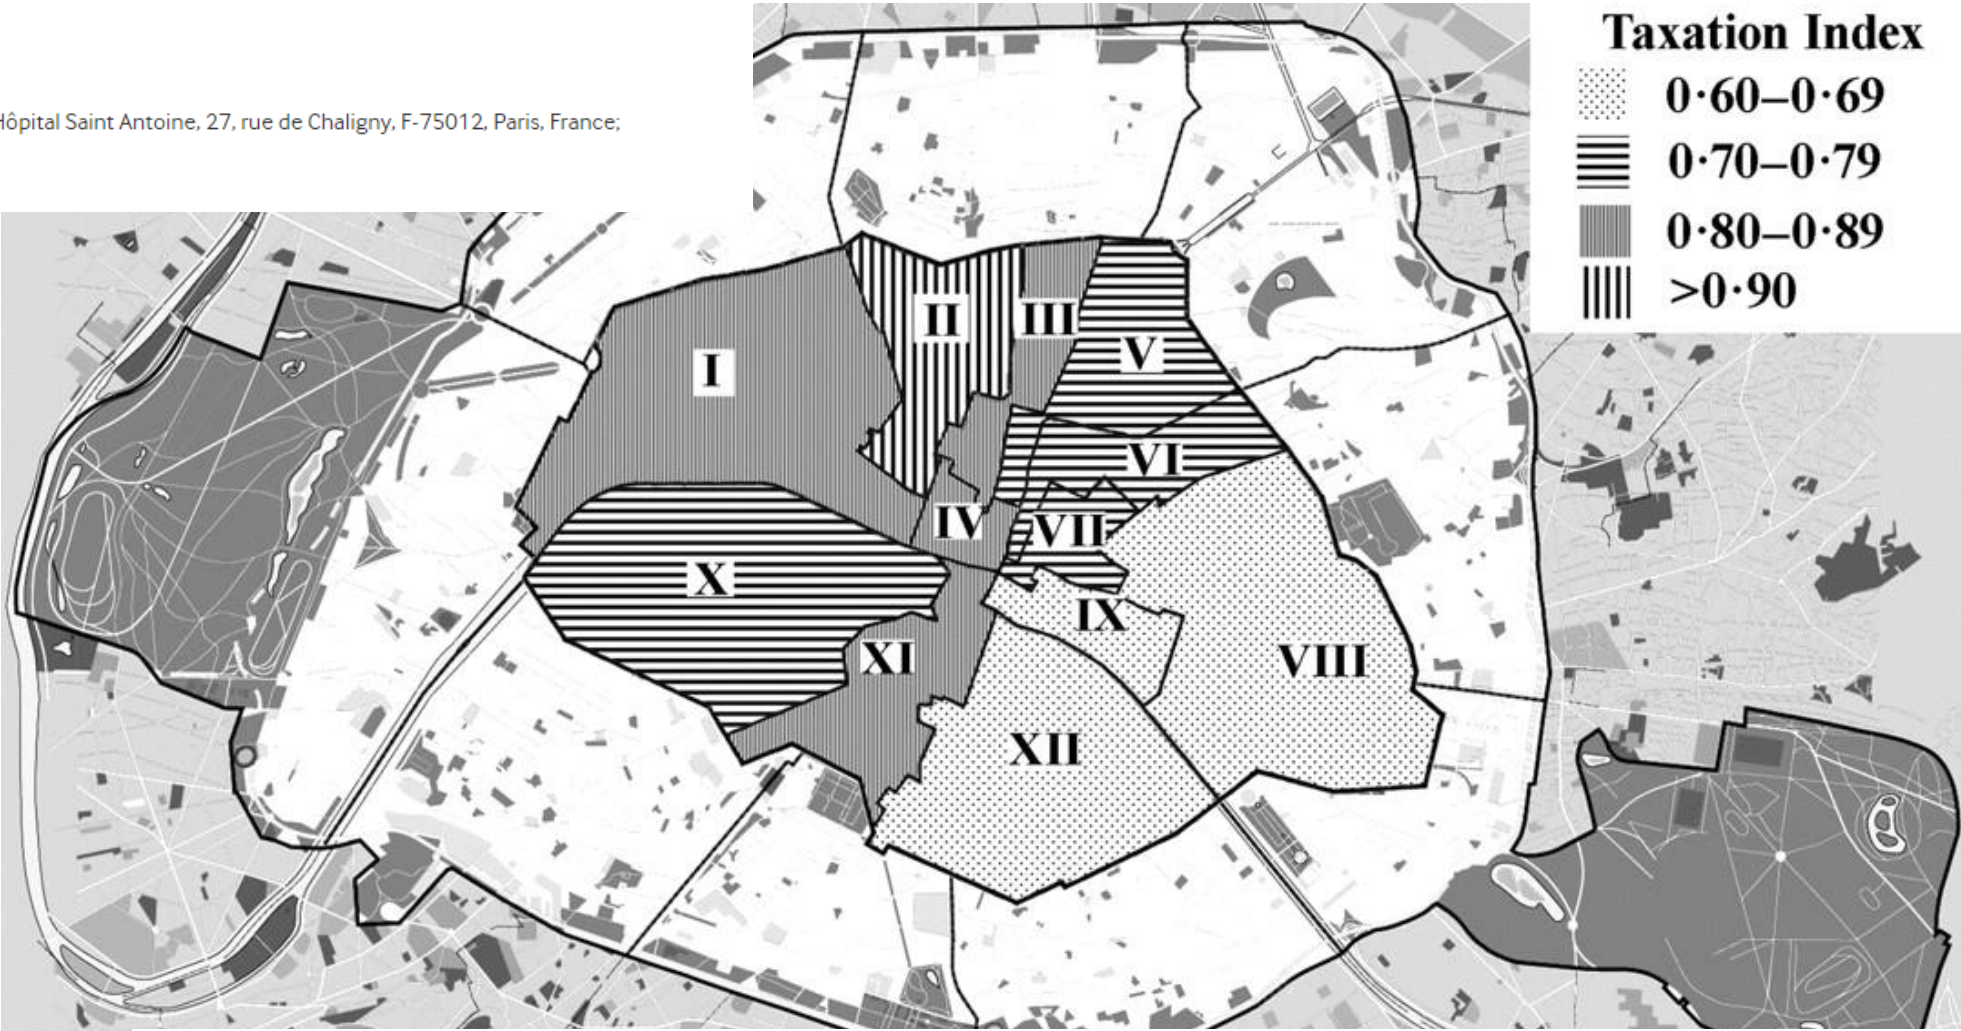 Hôpital Saint Antoine, 27, rue de Chaligny, F-75012, Paris, France;
Taxation Index
0·60–0·69
0·70–0·79
0·80–0·89
>0·90
I
II
III
V
VI
IV
VII
X
IX
XI
VIII
XII